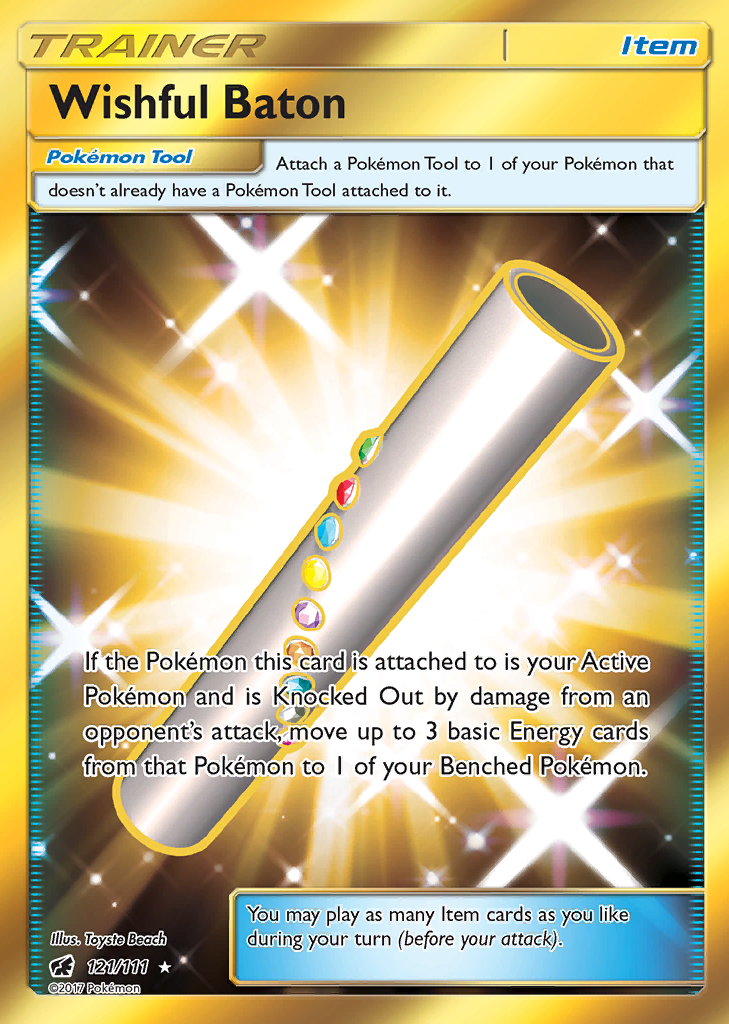 TRAINER
Item
Wishful Baton
Pokémon Tool
Attach a Pokémon Tool to 1 of your Pokémon that
doesn't already have a Pokémon Tool attached to it.
If the Pokémon this card is attached to is your Active
Pokémon and is Knocked Out by damage from an
opponent's attack, move up to 3 basic Energy cards
from that Pokémon to 1 of your Benched Pokémon.
You may play as many Item cards as you like
during your turn (before your attack).
Illus. Toyste Beach
121/111 ★
©2017 Pokémon